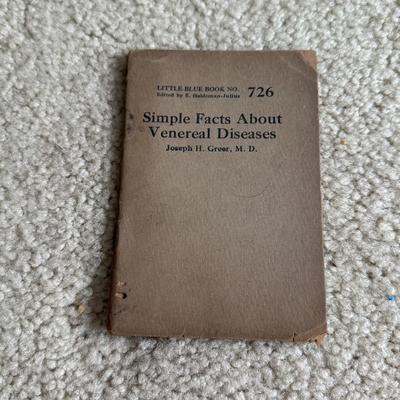 LITTLE BLUE BOOK NO. 726
Edited by E. Haldeman-Julius
Simple Facts About
Venereal Diseases
Joseph H. Greer, M. D.